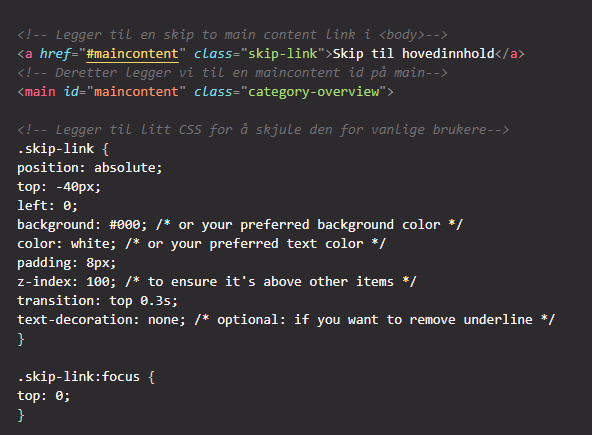 <!-- Legger til en skip to main content link i <body>-->
<a href="#maincontent" class="skip-link">Skip til hovedinnhold</a>
<!-- Deretter legger vi til en maincontent id på main-->
<main id="maincontent" class="category-overview">
<!-- Legger til litt CSS for å skjule den for vanlige brukere-->
.skip-link {
position: absolute;
top: -40px;
left: 0;
background: #000; /* or your preferred background color */
color: white; /* or your preferred text color */
padding: 8px;
z-index: 100; /* to ensure it's above other items */
transition: top 0.3s;
text-decoration: none; /* optional: if you want to remove underline */
}
.skip-link:focus {
top: 0;
}